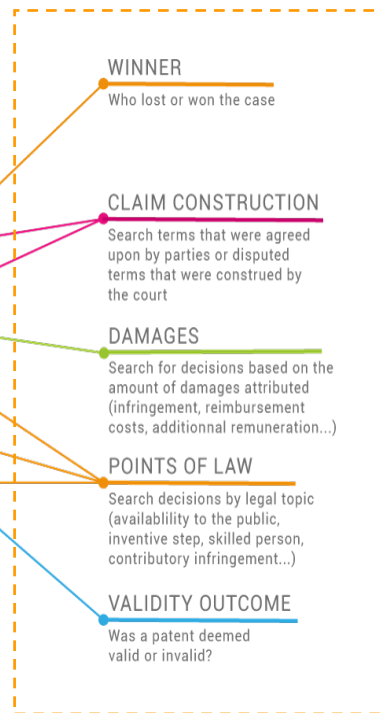 WINNER
Who lost or won the case
CLAIM CONSTRUCTION
Search terms that were agreed
upon by parties or disputed
terms that were construed by
the court
DAMAGES
Search for decisions based on the
amount of damages attributed
(infringement, reimbursement
costs, additionnal remuneration...)
POINTS OF LAW
Search decisions by legal topic
(availablility to the public,
inventive step, skilled person,
contributory infringement...)
VALIDITY OUTCOME
Was a patent deemed
valid or invalid?